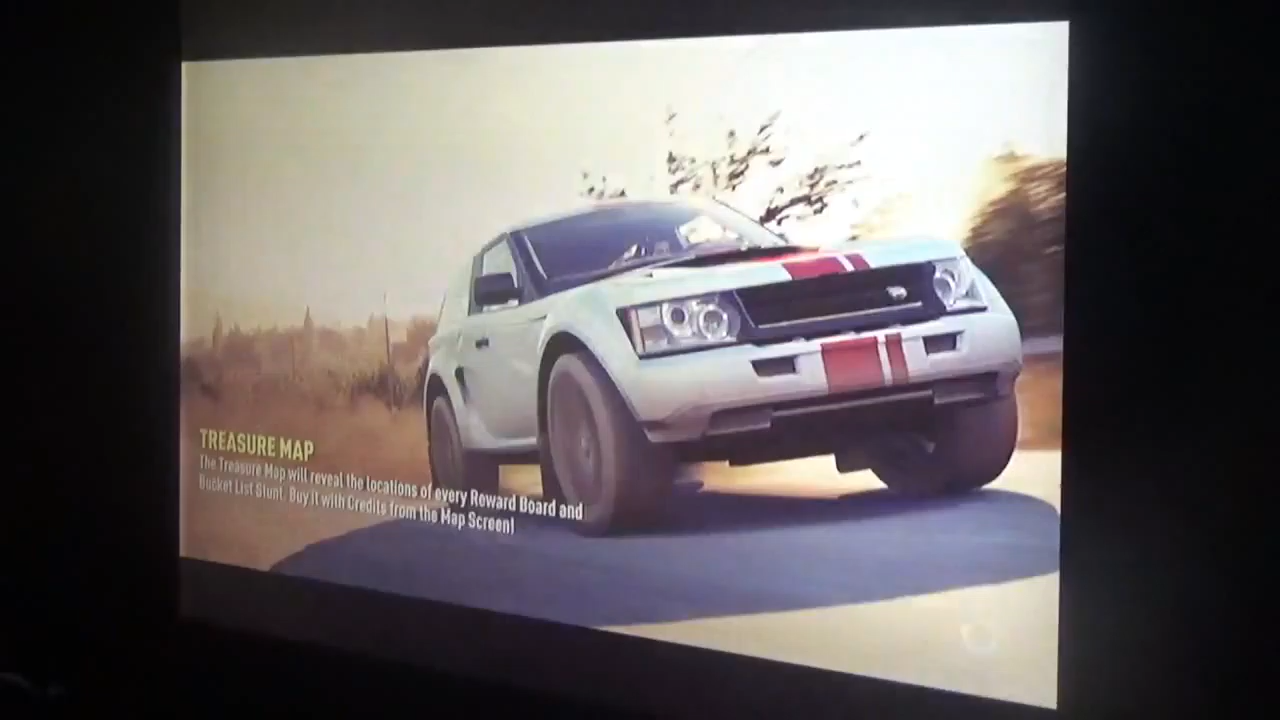 TREASURE MAP
The Treasure Map will reveal the locations of every Reward Board and
Bucket List Stunt. Buy it with Credits from the Map Screen!